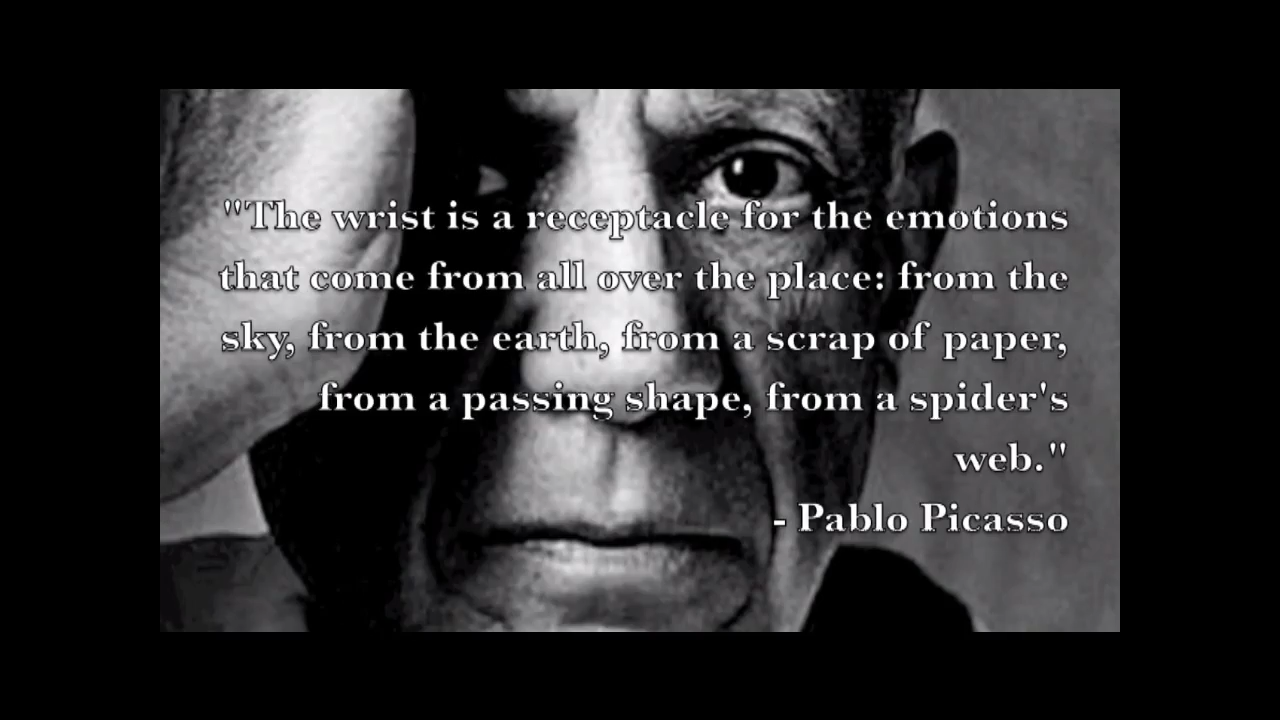 "The wrist is a receptacle for the emotions
that come from all over the place: from the
sky, from the earth, from a scrap of paper,
from a passing shape, from a spider's
web."
- Pablo Picasso